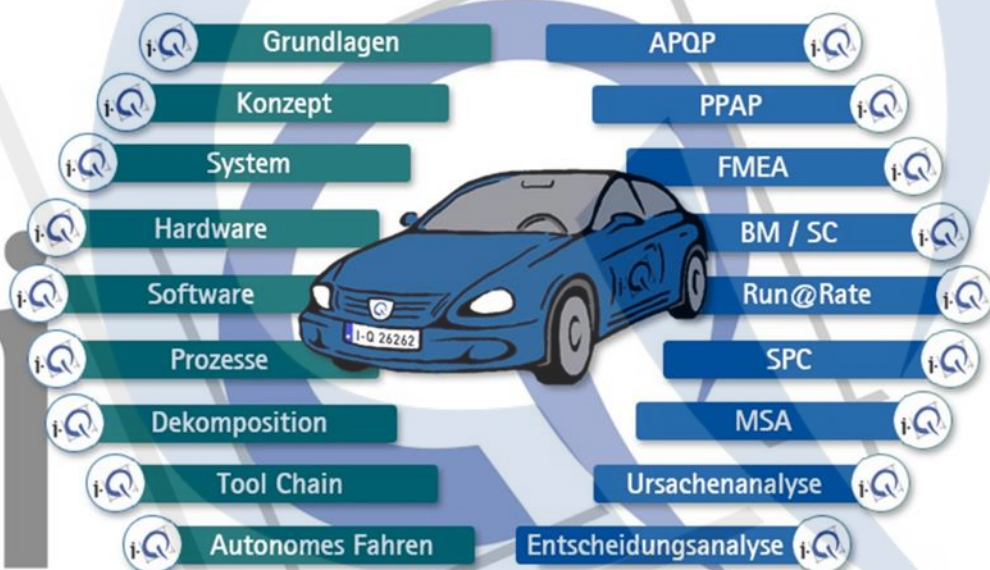 Grundlagen
Konzept
System
Hardware
Software
Prozesse
Dekomposition
Tool Chain
Autonomes Fahren
APQP
PPAP
FMEA
BM / SC
Run@Rate
SPC
MSA
Ursachenanalyse
Entscheidungsanalyse
i-Q
I-Q 26262